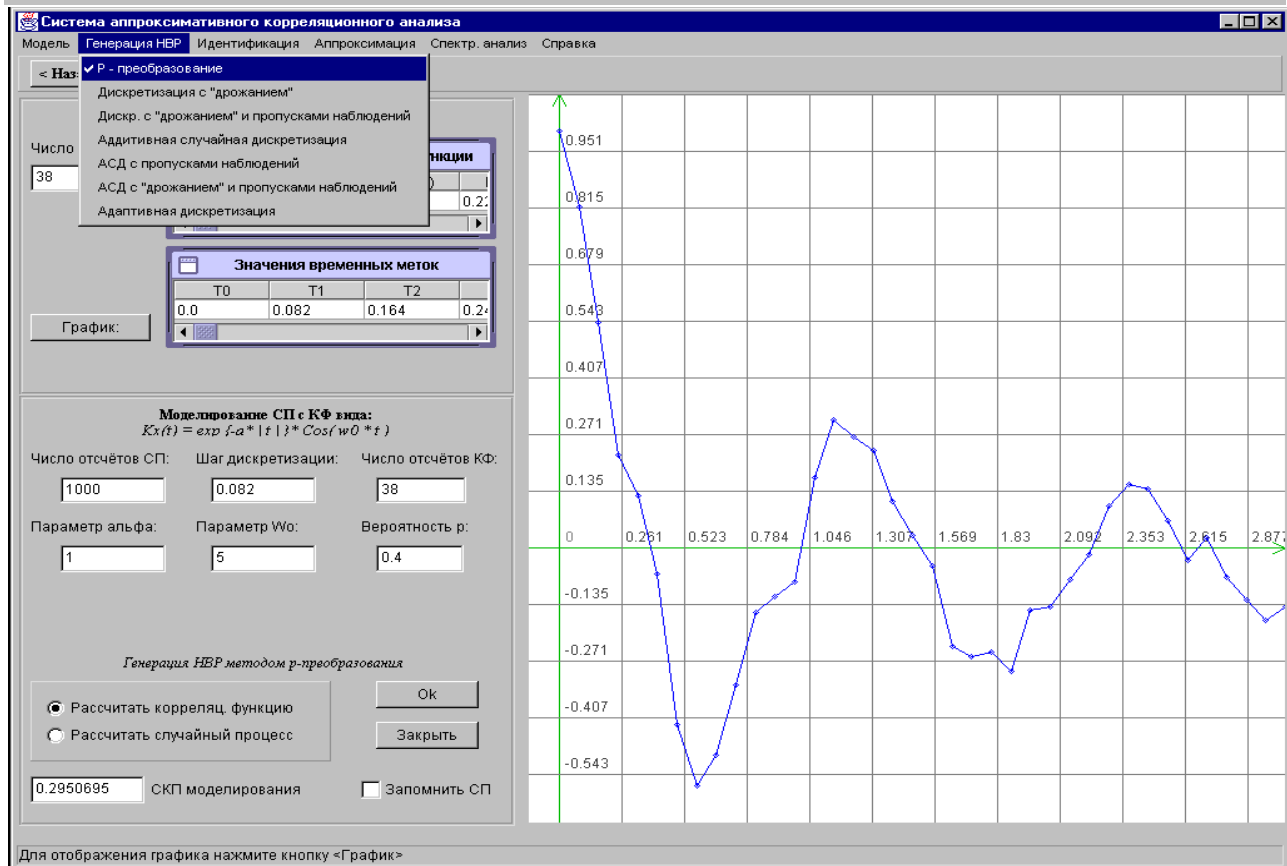 Система аппроксимативного корреляционного анализа
Модель Генерация НВР Идентификация Аппроксимация Спектр. анализ Справка
< Наз
✔ Р - преобразование
Дискретизация с "дрожанием"
Дискр. с "дрожанием" и пропусками наблюдений
Аддитивная случайная дискретизация
АСД с пропусками наблюдений
АСД с "дрожанием" и пропусками наблюдений
Адаптивная дискретизация
Число
38
нкции
0.22
Значения временных меток
T0 T1 T2
0.0 0.082 0.164 0.24
График:
Моделирование СП с КФ вида:
Kx(t) = exp {-a* | t | }* Cos( w0 * t )
Число отсчётов СП: Шаг дискретизации: Число отсчётов КФ:
1000 0.082 38
Параметр альфа: Параметр Wo: Вероятность р:
1 5 0.4
Генерация НВР методом р-преобразования
Рассчитать корреляц. функцию
Рассчитать случайный процесс
Ok
Закрыть
0.2950695 СКП моделирования
Запомнить СП
0.951
0.815
0.679
0.543
0.407
0.271
0.135
0 0.261 0.523 0.784 1.046 1.307 1.569 1.83 2.092 2.353 2.615 2.877
-0.135
-0.271
-0.407
-0.543
Для отображения графика нажмите кнопку <График>